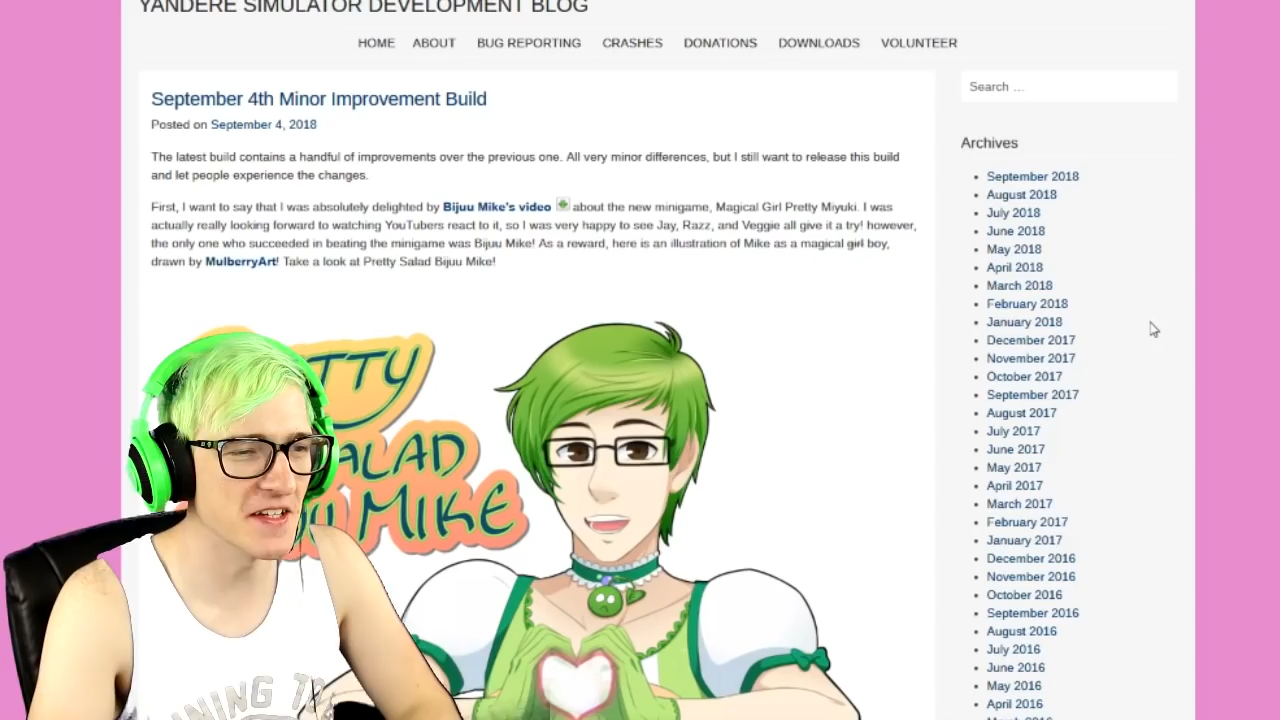 YANDERE SIMULATOR DEVELOPMENT BLOG
HOME ABOUT BUG REPORTING CRASHES DONATIONS DOWNLOADS VOLUNTEER
September 4th Minor Improvement Build
Posted on September 4, 2018
The latest build contains a handful of improvements over the previous one. All very minor differences, but I still want to release this build
and let people experience the changes.
First, I want to say that I was absolutely delighted by Bijuu Mike's video about the new minigame, Magical Girl Pretty Miyuki. I was
actually really looking forward to watching YouTubers react to it, so I was very happy to see Jay, Razz, and Veggie all give it a try! however,
the only one who succeeded in beating the minigame was Bijuu Mike! As a reward, here is an illustration of Mike as a magical girl boy,
drawn by MulberryArt! Take a look at Pretty Salad Bijuu Mike!
TTY
ALAD
MIKE
Search …
Archives
September 2018
August 2018
July 2018
June 2018
May 2018
April 2018
March 2018
February 2018
January 2018
December 2017
November 2017
October 2017
September 2017
August 2017
July 2017
June 2017
May 2017
April 2017
March 2017
February 2017
January 2017
December 2016
November 2016
October 2016
September 2016
August 2016
July 2016
June 2016
May 2016
April 2016